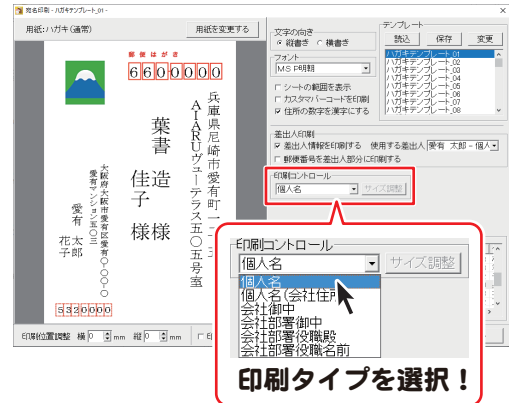 宛名印刷 - ハガキテンプレート_01 -
用紙:ハガキ(通常)
用紙を変更する
郵便はがき
6600000
兵庫県尼崎市愛有町一
AIARUヴューテラス五〇五号室
葉書 造 様
佳子 様
大阪府大阪市愛有区愛有〇-〇-〇
愛有マンション五〇三
愛有 太郎
花子
5320000
印刷位置調整 横 0 mm 縦 0 mm
文字の向き
縦書き 横書き
フォント
MS P明朝
シートの範囲を表示
カスタマバーコードを印刷
住所の数字を漢字にする
テンプレート
読込 保存 変更
ハガキテンプレート_01
ハガキテンプレート_02
ハガキテンプレート_03
ハガキテンプレート_04
ハガキテンプレート_05
ハガキテンプレート_06
ハガキテンプレート_07
ハガキテンプレート_08
差出人印刷
差出人情報を印刷する 使用する差出人 愛有 太郎 - 個人
郵便番号を差出人部分に印刷する
印刷コントロール
個人名 サイズ調整
印刷コントロール
個人名 サイズ調整
個人名
個人名(会社住所
会社御中
会社部署御中
会社部署役職殿
会社部署役職名前
印刷タイプを選択！